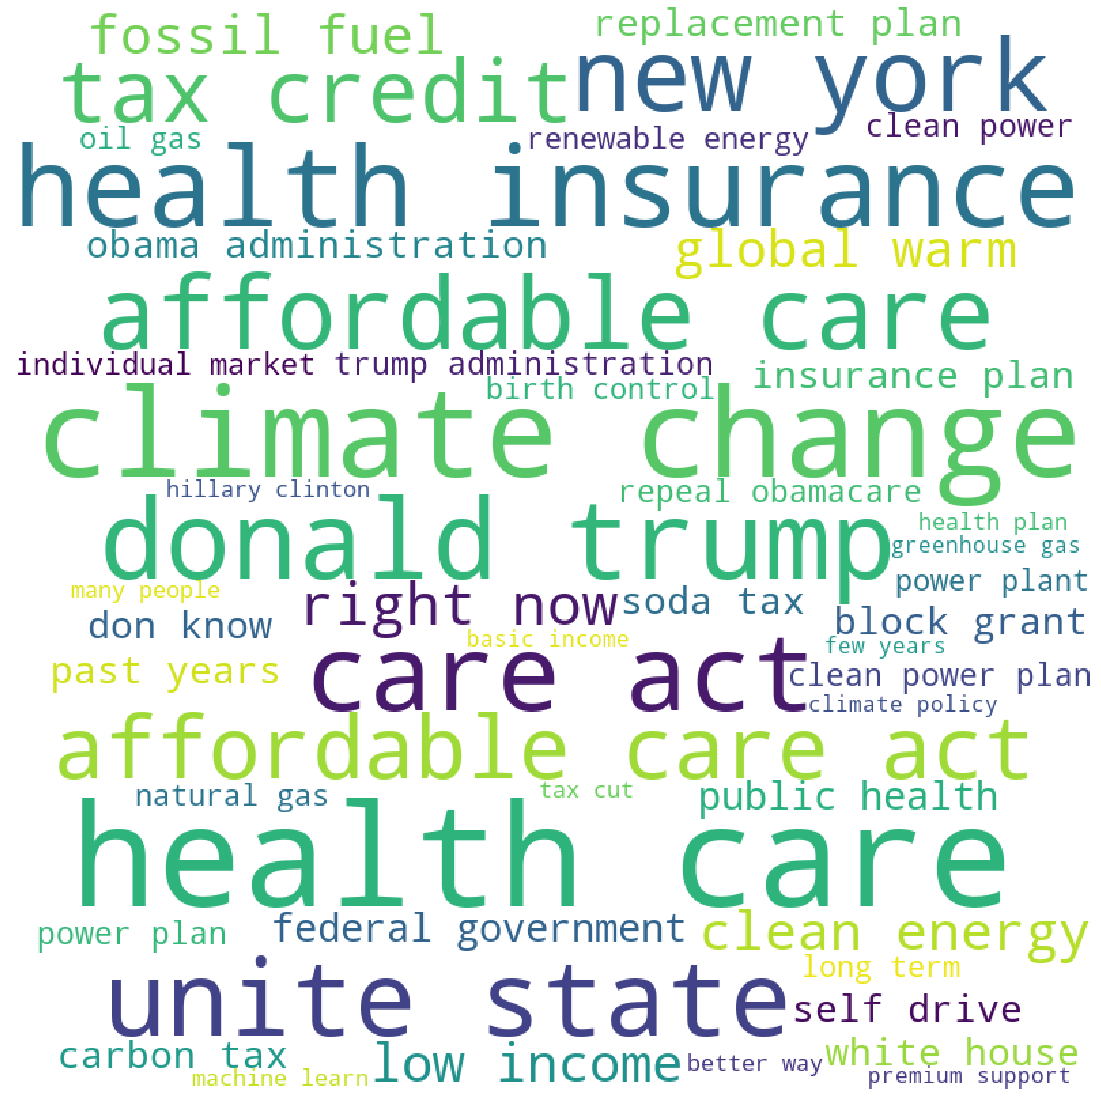 fossil fuel
replacement plan
tax credit
new york
oil gas
renewable energy
clean power
health insurance
obama administration
global warm
affordable care
individual market
trump administration
insurance plan
birth control
climate change
hillary clinton
repeal obamacare
donald trump
health plan
greenhouse gas
many people
right now
soda tax
power plant
don know
basic income
block grant
past years
care act
few years
clean power plan
climate policy
affordable care act
natural gas
tax cut
public health
health care
power plan
federal government
clean energy
unite state
long term
self drive
carbon tax
low income
better way
white house
machine learn
premium support